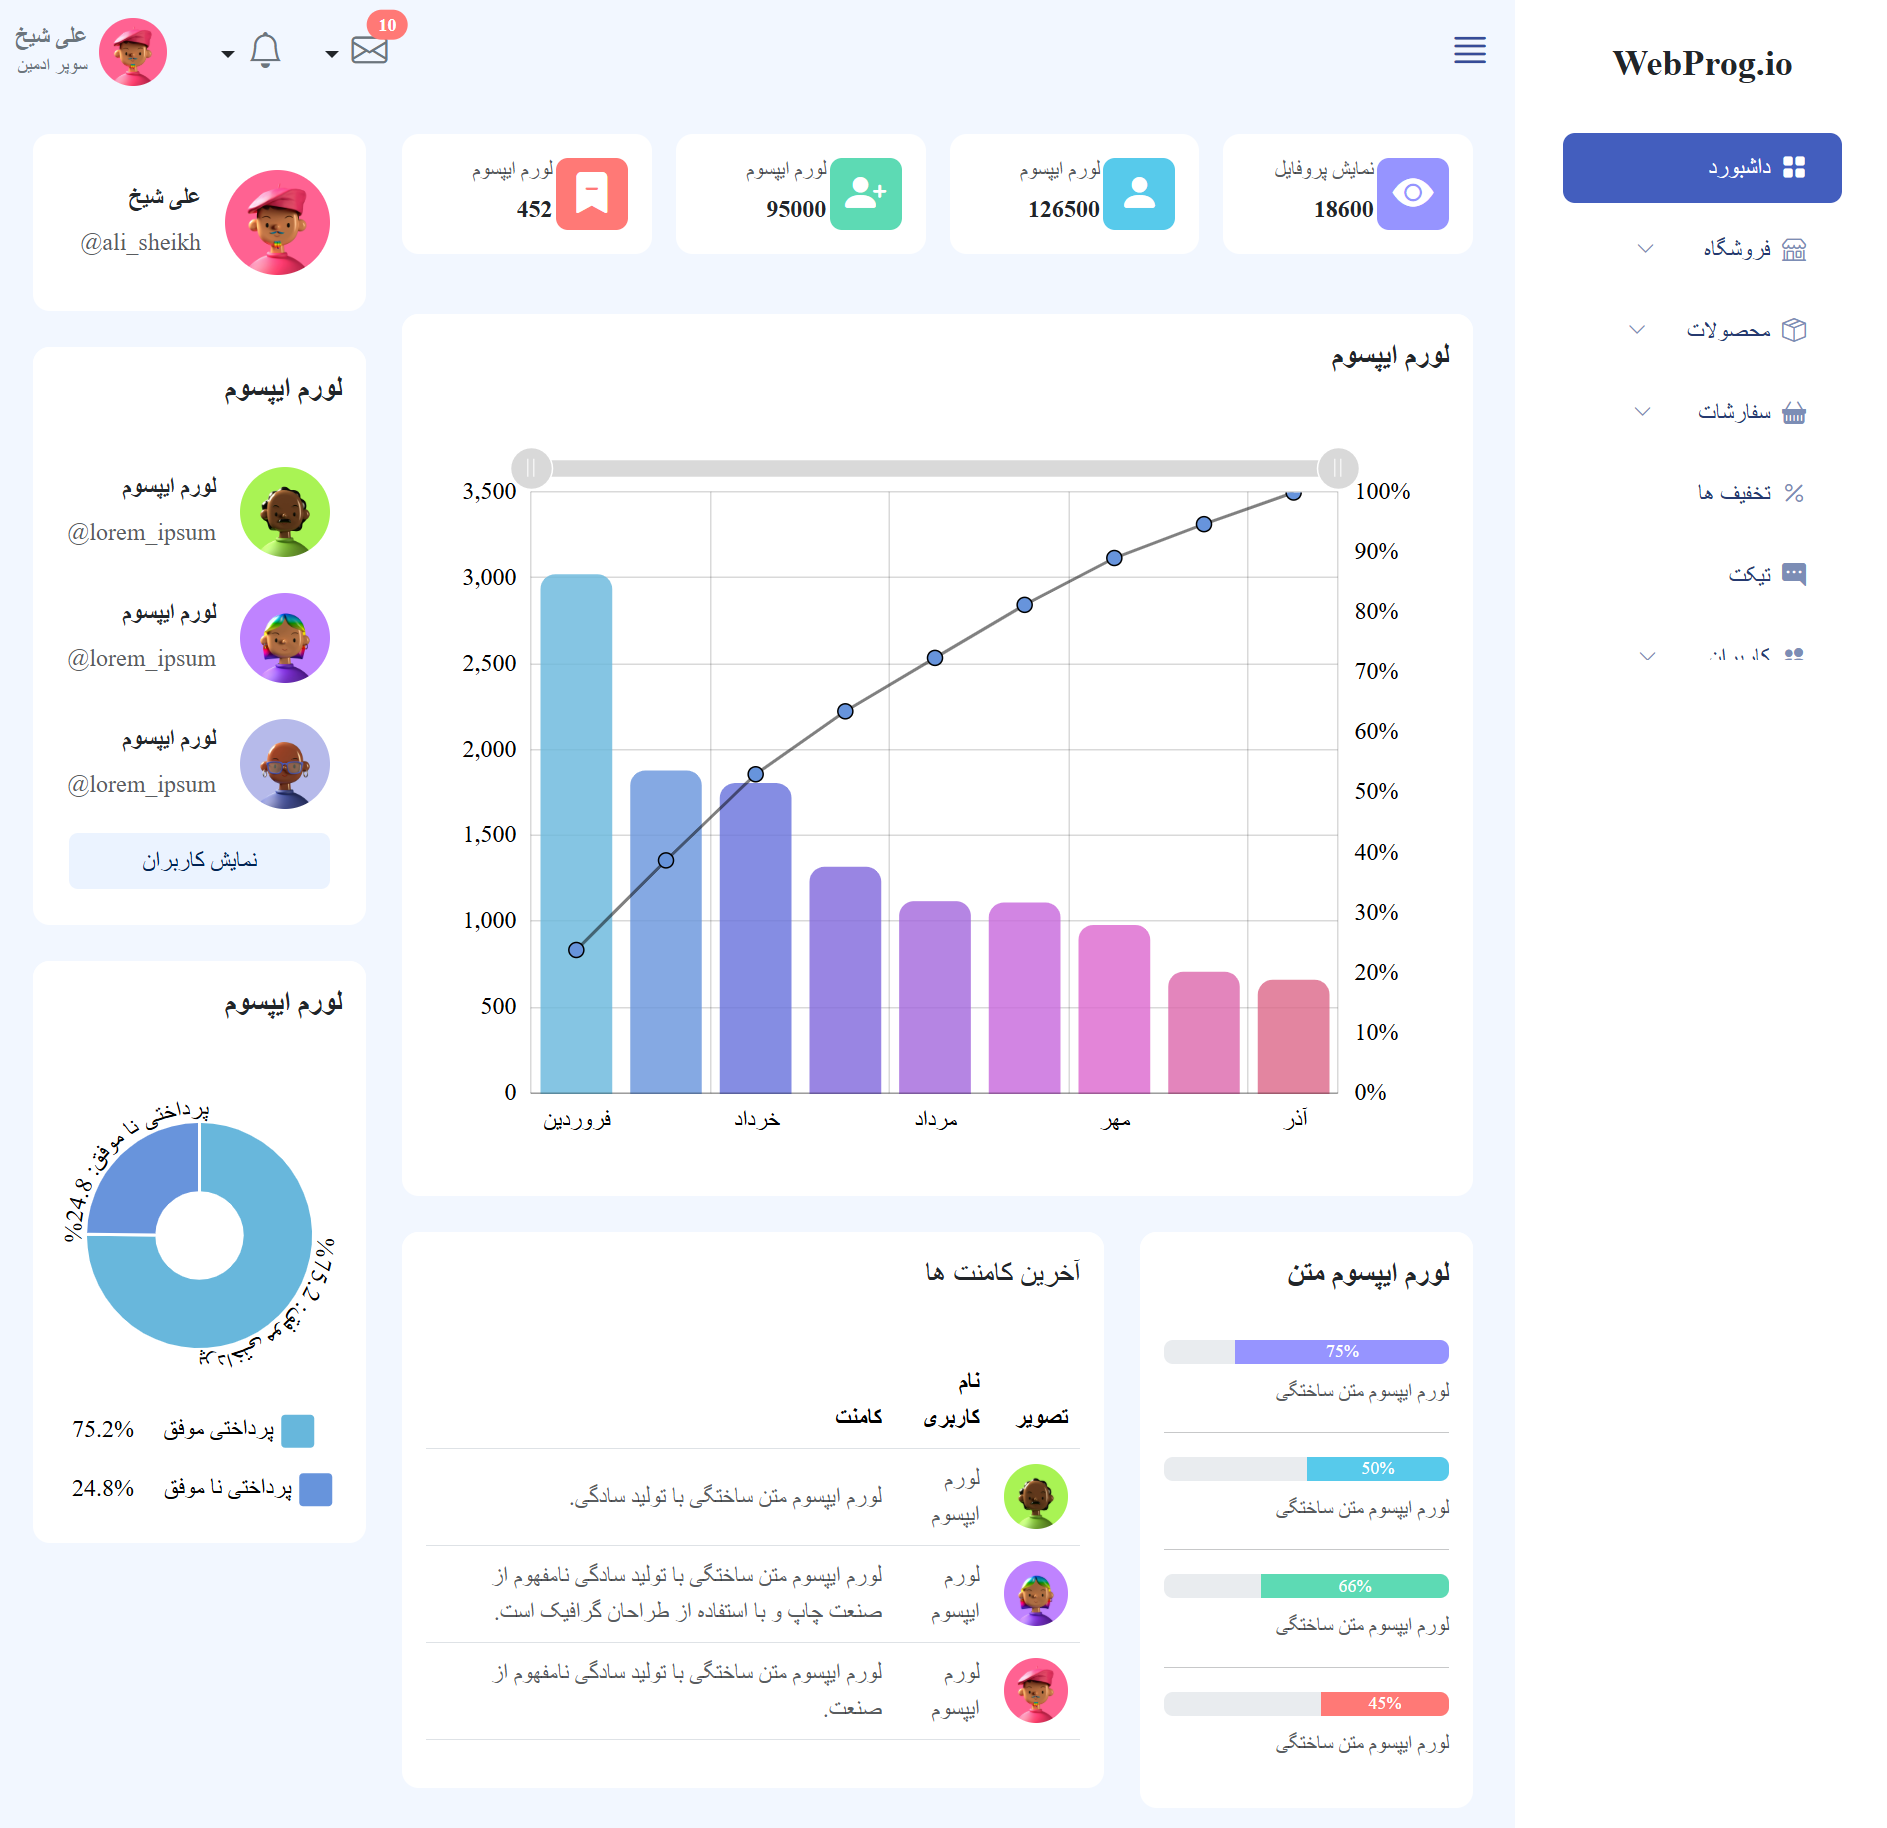 WebProg.io
داشبورد
فروشگاه
محصولات
سفارشات
تخفیف ها
تیکت
کاربران
10
علی شیخ
سوپر ادمین
نمایش پروفایل
18600
لورم ایپسوم
126500
لورم ایپسوم
95000
لورم ایپسوم
452
لورم ایپسوم
3,500
3,000
2,500
2,000
1,500
1,000
500
0
100%
90%
80%
70%
60%
50%
40%
30%
20%
10%
0%
فروردین
خرداد
مرداد
مهر
آذر
لورم ایپسوم متن
75%
لورم ایپسوم متن ساختگی
50%
لورم ایپسوم متن ساختگی
66%
لورم ایپسوم متن ساختگی
45%
لورم ایپسوم متن ساختگی
آخرین کامنت ها
تصویر
نام
کاربری
کامنت
لورم
ایپسوم
لورم ایپسوم متن ساختگی با تولید سادگی.
لورم
ایپسوم
لورم ایپسوم متن ساختگی با تولید سادگی نامفهوم از
صنعت چاپ و با استفاده از طراحان گرافیک است.
لورم
ایپسوم
لورم ایپسوم متن ساختگی با تولید سادگی نامفهوم از
صنعت.
علی شیخ
@ali_sheikh
لورم ایپسوم
لورم ایپسوم
@lorem_ipsum
لورم ایپسوم
@lorem_ipsum
لورم ایپسوم
@lorem_ipsum
نمایش کاربران
لورم ایپسوم
پرداختی نا موفق: 24.8%
پرداختی موفق: 75.2%
پرداختی موفق 75.2%
پرداختی نا موفق 24.8%